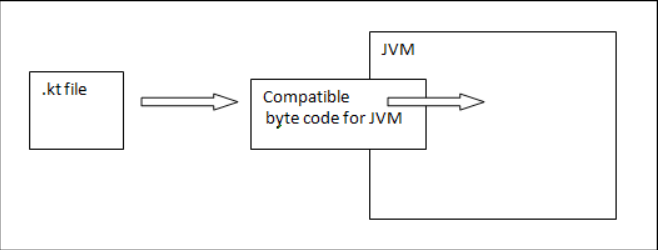 JVM
.kt file
Compatible
byte code for JVM